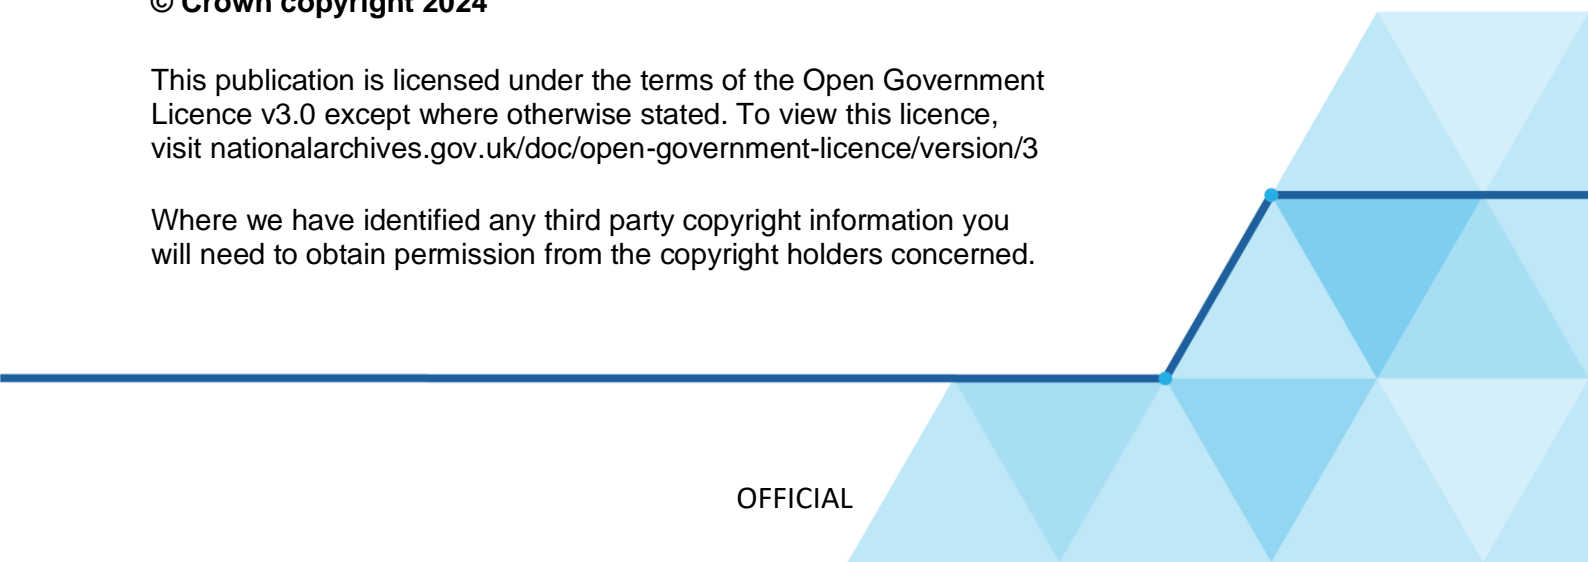 © Crown copyright 2024
This publication is licensed under the terms of the Open Government
Licence v3.0 except where otherwise stated. To view this licence,
visit nationalarchives.gov.uk/doc/open-government-licence/version/3
Where we have identified any third party copyright information you
will need to obtain permission from the copyright holders concerned.
OFFICIAL